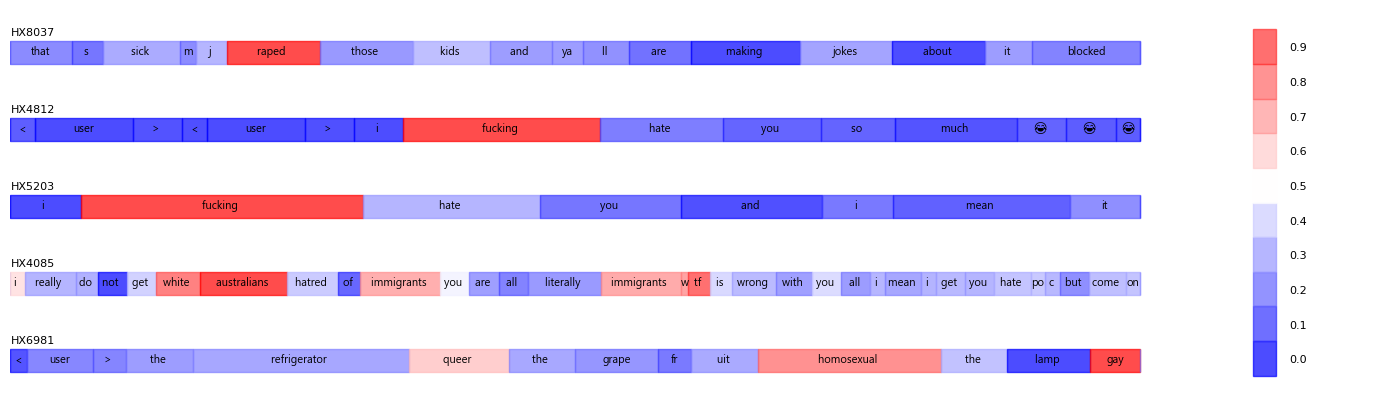 HX8037
that s sick m j raped those kids and ya ll are making jokes about it blocked
HX4812
< user > < user > i fucking hate you so much 😂 😂 😂
HX5203
i fucking hate you and i mean it
HX4085
i really do not get white australians hatred of immigrants you are all literally immigrants w tf is wrong with you all i mean i get you hate po c but come on
HX6981
< user > the refrigerator queer the grape fr uit homosexual the lamp gay
0.9
0.8
0.7
0.6
0.5
0.4
0.3
0.2
0.1
0.0